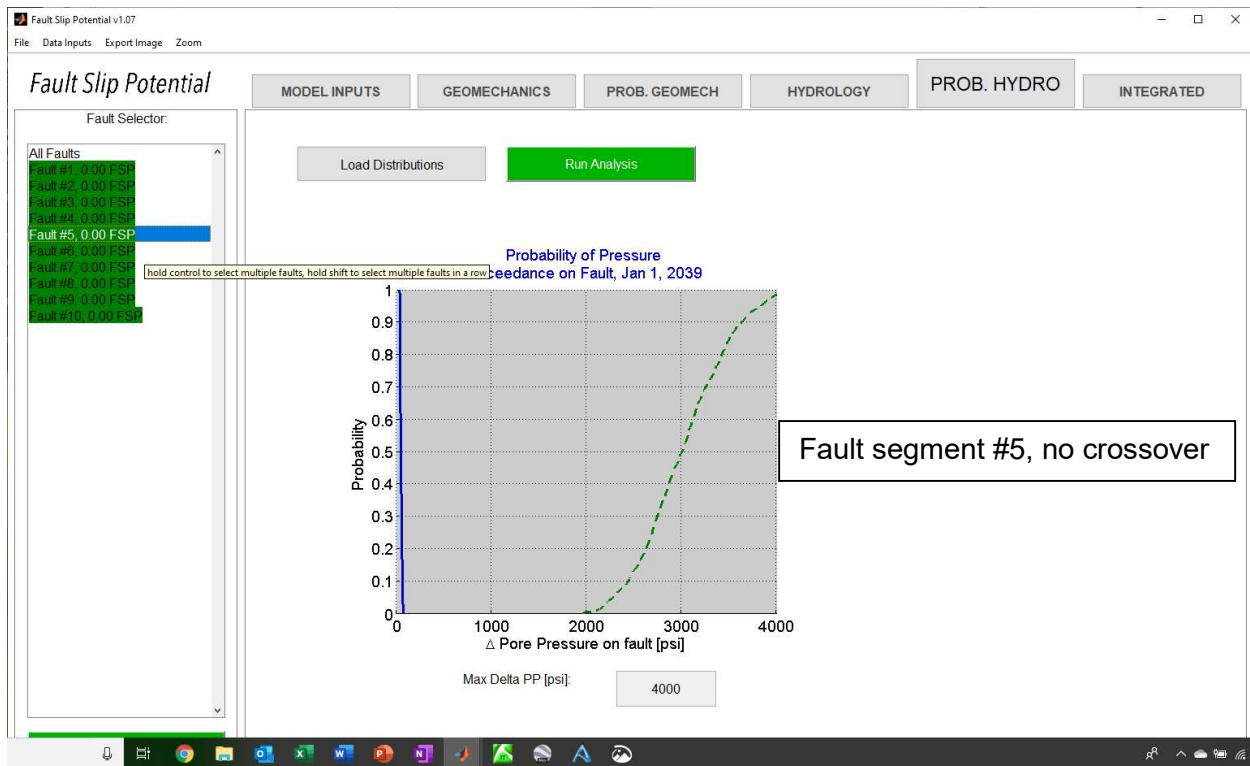 Fault Slip Potential v1.07
File Data Inputs Export Image Zoom
Fault Slip Potential
MODEL INPUTS
GEOMECHANICS
PROB. GEOMECH
HYDROLOGY
PROB. HYDRO
INTEGRATED
Fault Selector:
All Faults
Fault #1, 0.00 FSP
Fault #2, 0.00 FSP
Fault #3, 0.00 FSP
Fault #4, 0.00 FSP
Fault #5, 0.00 FSP
Fault #6, 0.00 FSP
Fault #7, 0.00 FSP
Fault #8, 0.00 FSP
Fault #9, 0.00 FSP
Fault #10, 0.00 FSP
hold control to select multiple faults, hold shift to select multiple faults in a row
Load Distributions
Run Analysis
Probability of Pressure
ceedance on Fault, Jan 1, 2039
1
0.9
0.8
0.7
0.6
0.5
0.4
0.3
0.2
0.1
0
Probability
0 1000 2000 3000 4000
Δ Pore Pressure on fault [psi]
Max Delta PP [psi]:
4000
Fault segment #5, no crossover